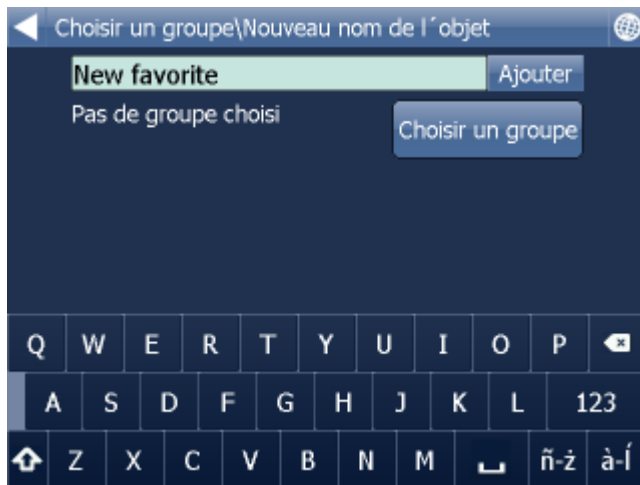 Choisir un groupe\Nouveau nom de l´objet
New favorite Ajouter
Pas de groupe choisi
Choisir un groupe
Q W E R T Y U I O P
A S D F G H J K L 123
Z X C V B N M ñ-ż à-Í